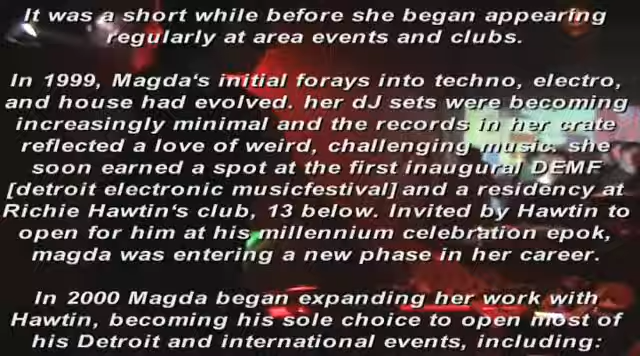 It was a short while before she began appearing
regularly at area events and clubs.
In 1999, Magda's initial forays into techno, electro,
and house had evolved. her dJ sets were becoming
increasingly minimal and the records in her crate
reflected a love of weird, challenging music. she
soon earned a spot at the first inaugural DEMF
[detroit electronic musicfestival] and a residency at
Richie Hawtin's club, 13 below. Invited by Hawtin to
open for him at his millennium celebration epok,
magda was entering a new phase in her career.
In 2000 Magda began expanding her work with
Hawtin, becoming his sole choice to open most of
his Detroit and international events, including: